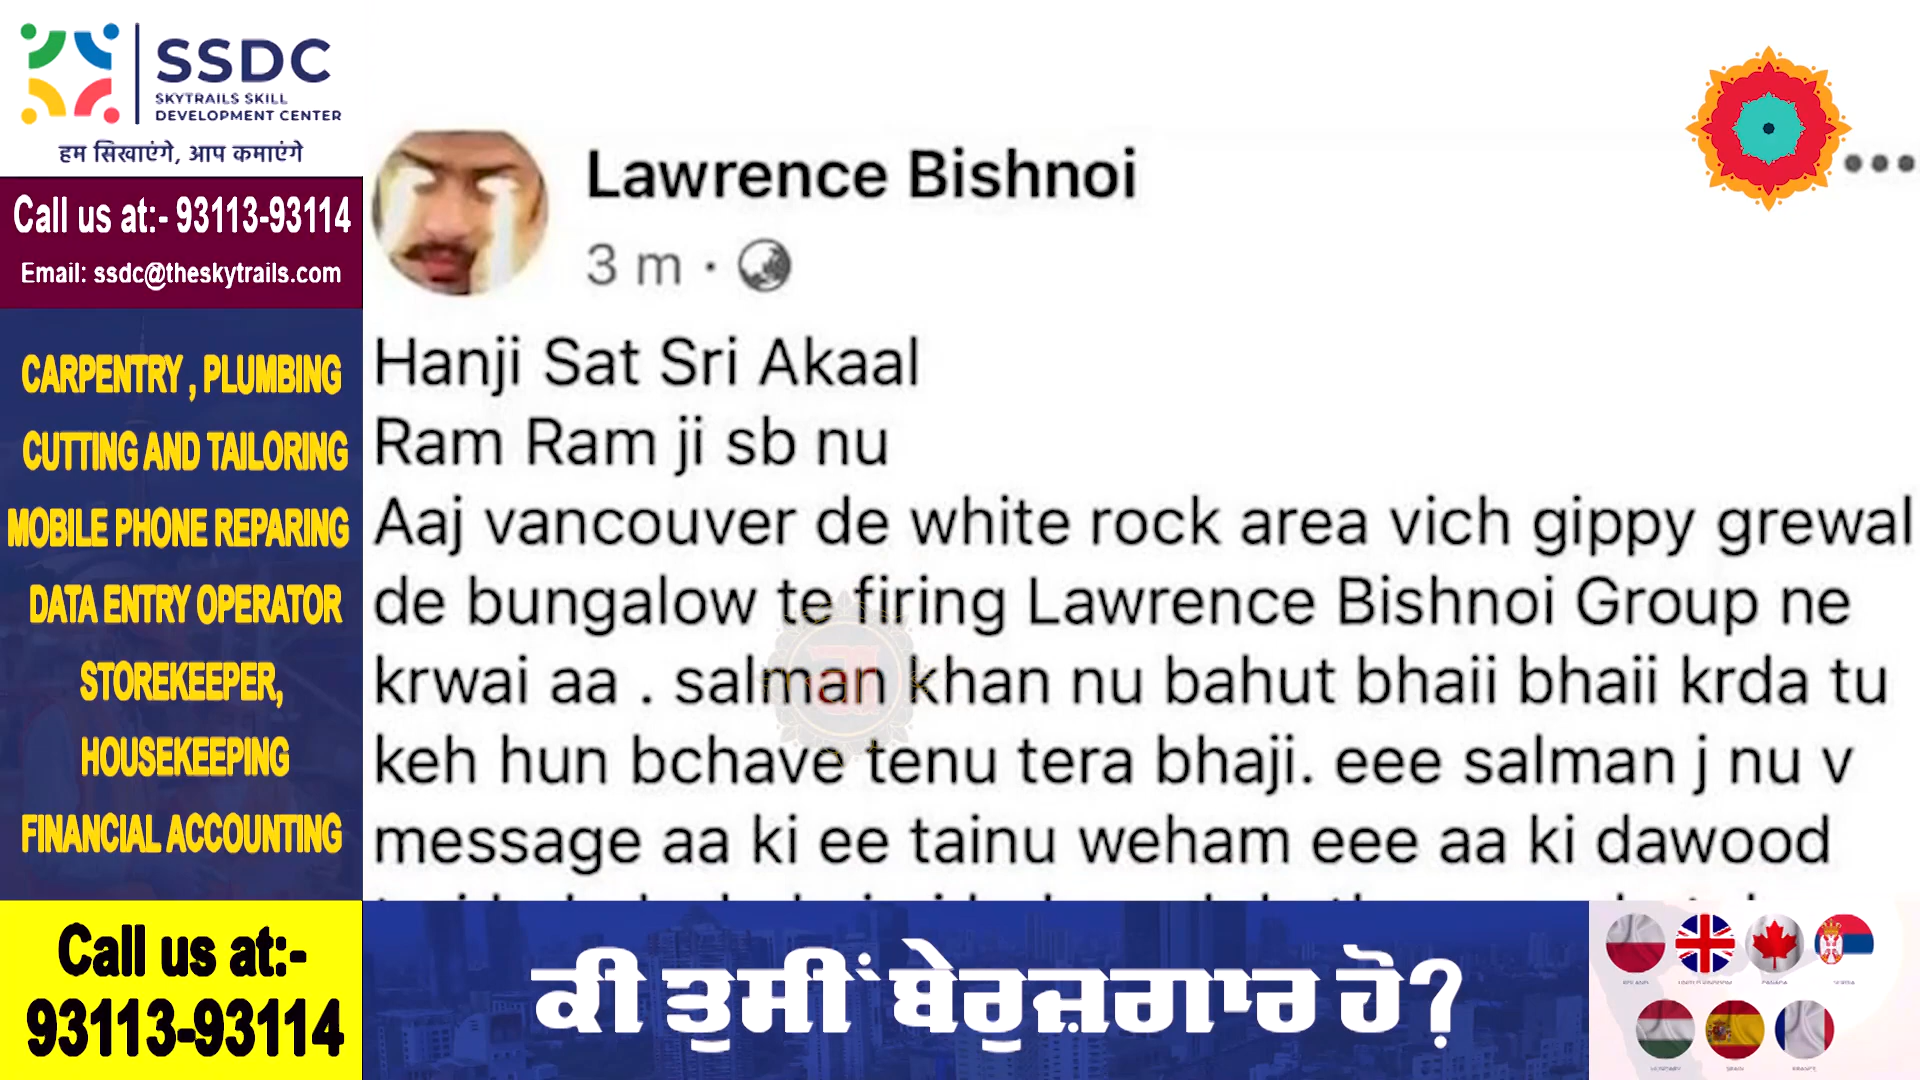 SSDC
SKYTRAILS SKILL
DEVELOPMENT CENTER
हम सिखाएंगे, आप कमाएंगे
Call us at:- 93113-93114
Email: ssdc@theskytrails.com
CARPENTRY , PLUMBING
CUTTING AND TAILORING
MOBILE PHONE REPARING
DATA ENTRY OPERATOR
STOREKEEPER,
HOUSEKEEPING
FINANCIAL ACCOUNTING
Call us at:-
93113-93114
Lawrence Bishnoi
3 m ·
Hanji Sat Sri Akaal
Ram Ram ji sb nu
Aaj vancouver de white rock area vich gippy grewal
de bungalow te firing Lawrence Bishnoi Group ne
krwai aa . salman khan nu bahut bhaii bhaii krda tu
keh hun bchave tenu tera bhaji. eee salman j nu v
message aa ki ee tainu weham eee aa ki dawood
ਕੀ ਤੁਸੀਂ ਬੇਰੁਜ਼ਗਾਰ ਹੋ?